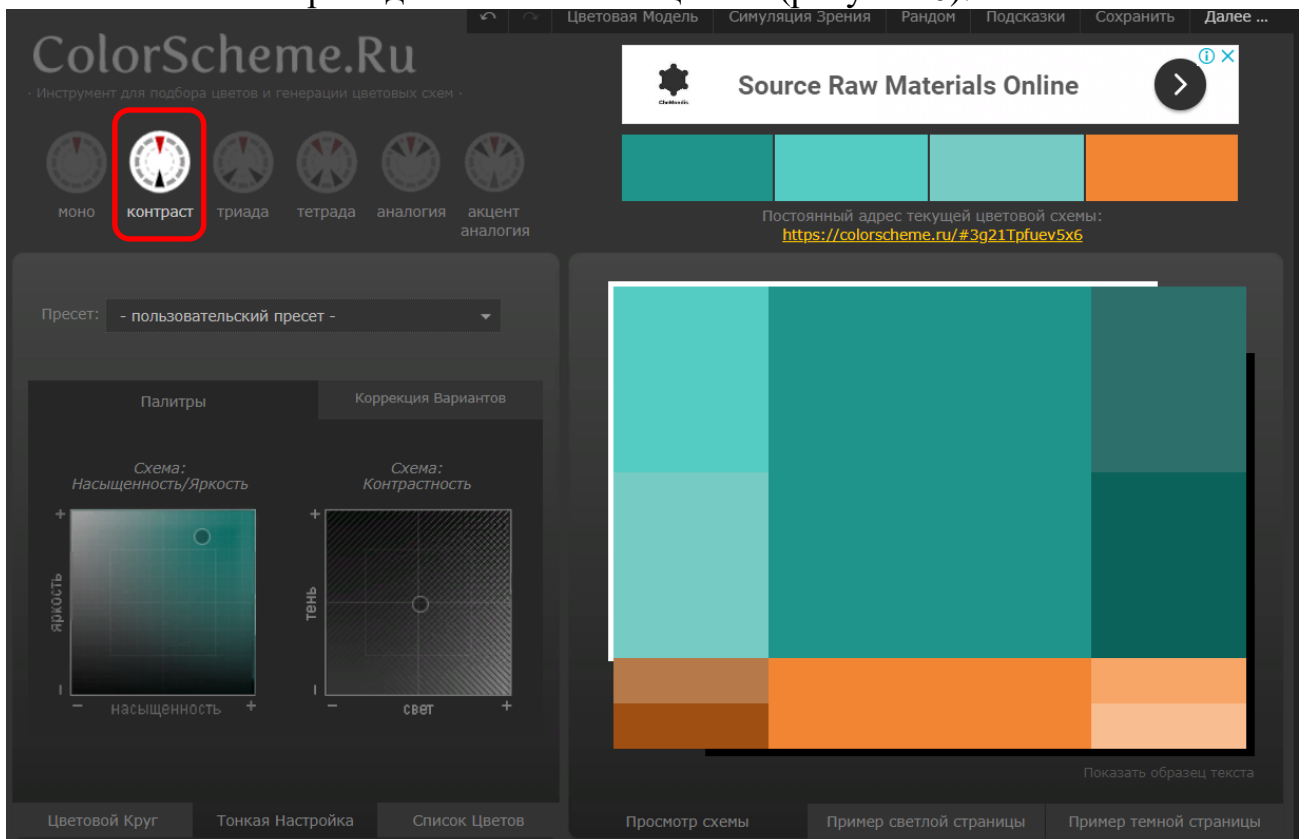 Цветовая Модель Симуляция Зрения Рандом Подсказки Сохранить Далее ...
ColorScheme.Ru
· Инструмент для подбора цветов и генерации цветовых схем ·
Source Raw Materials Online
моно контраст триада тетрада аналогия акцент аналогия
Постоянный адрес текущей цветовой схемы:
https://colorscheme.ru/#3g21Tpfuev5x6
Пресет: - пользовательский пресет -
Палитры Коррекция Вариантов
Схема: Насыщенность/Яркость
Схема: Контрастность
+ яркость –
– насыщенность +
+ тень –
– свет +
Показать образец текста
Цветовой Круг Тонкая Настройка Список Цветов
Просмотр схемы Пример светлой страницы Пример темной страницы